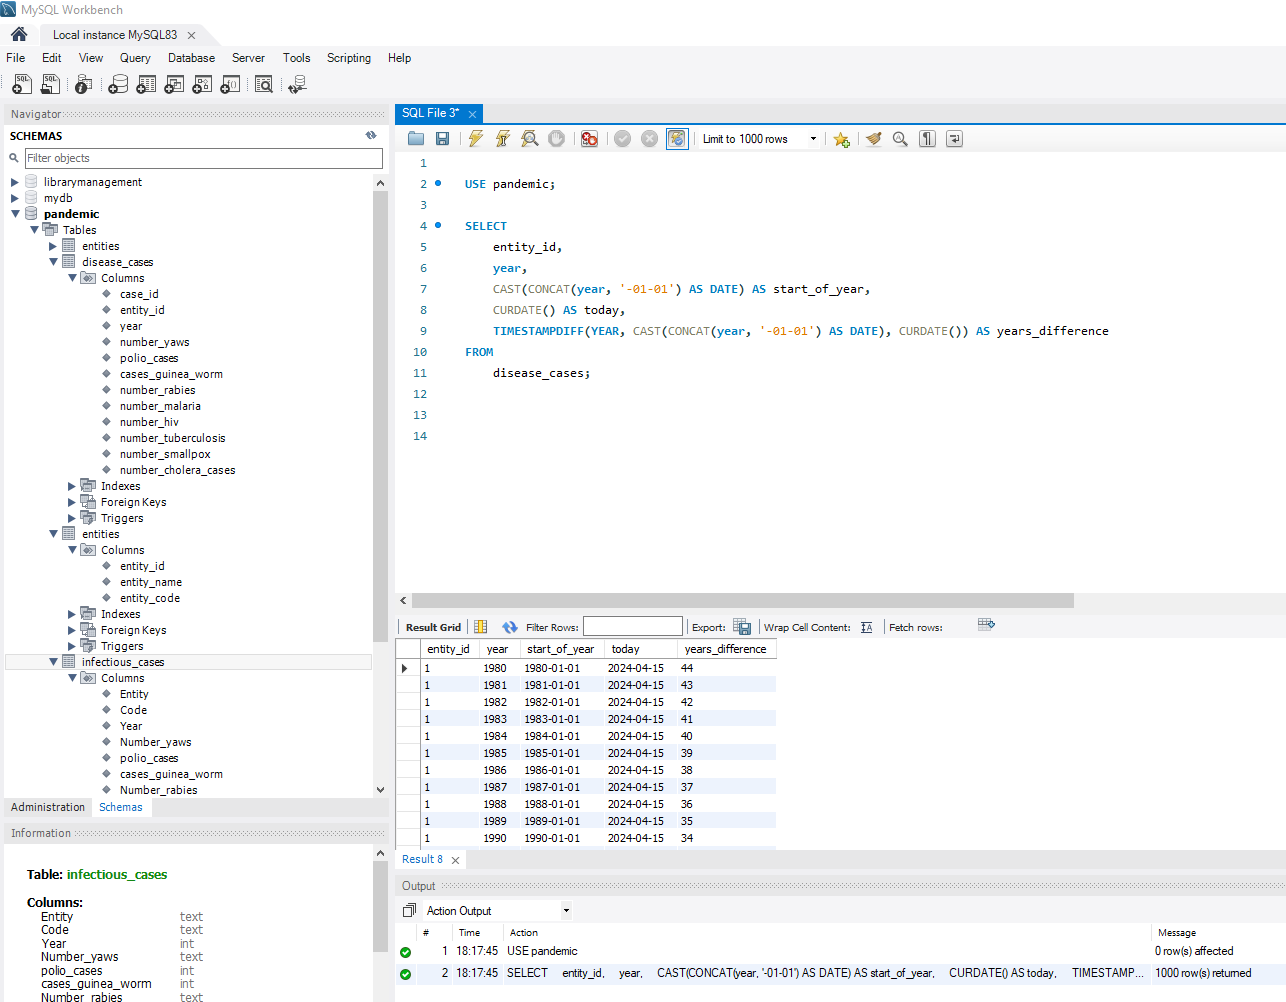 MySQL Workbench
Local instance MySQL83
File Edit View Query Database Server Tools Scripting Help
Navigator
SCHEMAS
Filter objects
librarymanagement
mydb
pandemic
Tables
entities
disease_cases
Columns
case_id
entity_id
year
number_yaws
polio_cases
cases_guinea_worm
number_rabies
number_malaria
number_hiv
number_tuberculosis
number_smallpox
number_cholera_cases
Indexes
Foreign Keys
Triggers
entities
Columns
entity_id
entity_name
entity_code
Indexes
Foreign Keys
Triggers
infectious_cases
Columns
Entity
Code
Year
Number_yaws
polio_cases
cases_guinea_worm
Number_rabies
Administration Schemas
Information
Table: infectious_cases
Columns:
Entity text
Code text
Year int
Number_yaws text
polio_cases int
cases_guinea_worm int
Number_rabies text
SQL File 3*
Limit to 1000 rows
1
2 USE pandemic;
3
4 SELECT
5 entity_id,
6 year,
7 CAST(CONCAT(year, '-01-01') AS DATE) AS start_of_year,
8 CURDATE() AS today,
9 TIMESTAMPDIFF(YEAR, CAST(CONCAT(year, '-01-01') AS DATE), CURDATE()) AS years_difference
10 FROM
11 disease_cases;
12
13
14
Result Grid Filter Rows: Export: Wrap Cell Content: Fetch rows:
entity_id year start_of_year today years_difference
1 1980 1980-01-01 2024-04-15 44
1 1981 1981-01-01 2024-04-15 43
1 1982 1982-01-01 2024-04-15 42
1 1983 1983-01-01 2024-04-15 41
1 1984 1984-01-01 2024-04-15 40
1 1985 1985-01-01 2024-04-15 39
1 1986 1986-01-01 2024-04-15 38
1 1987 1987-01-01 2024-04-15 37
1 1988 1988-01-01 2024-04-15 36
1 1989 1989-01-01 2024-04-15 35
1 1990 1990-01-01 2024-04-15 34
Result 8
Output
Action Output
# Time Action Message
1 18:17:45 USE pandemic 0 row(s) affected
2 18:17:45 SELECT entity_id, year, CAST(CONCAT(year, '-01-01') AS DATE) AS start_of_year, CURDATE() AS today, TIMESTAMP... 1000 row(s) returned